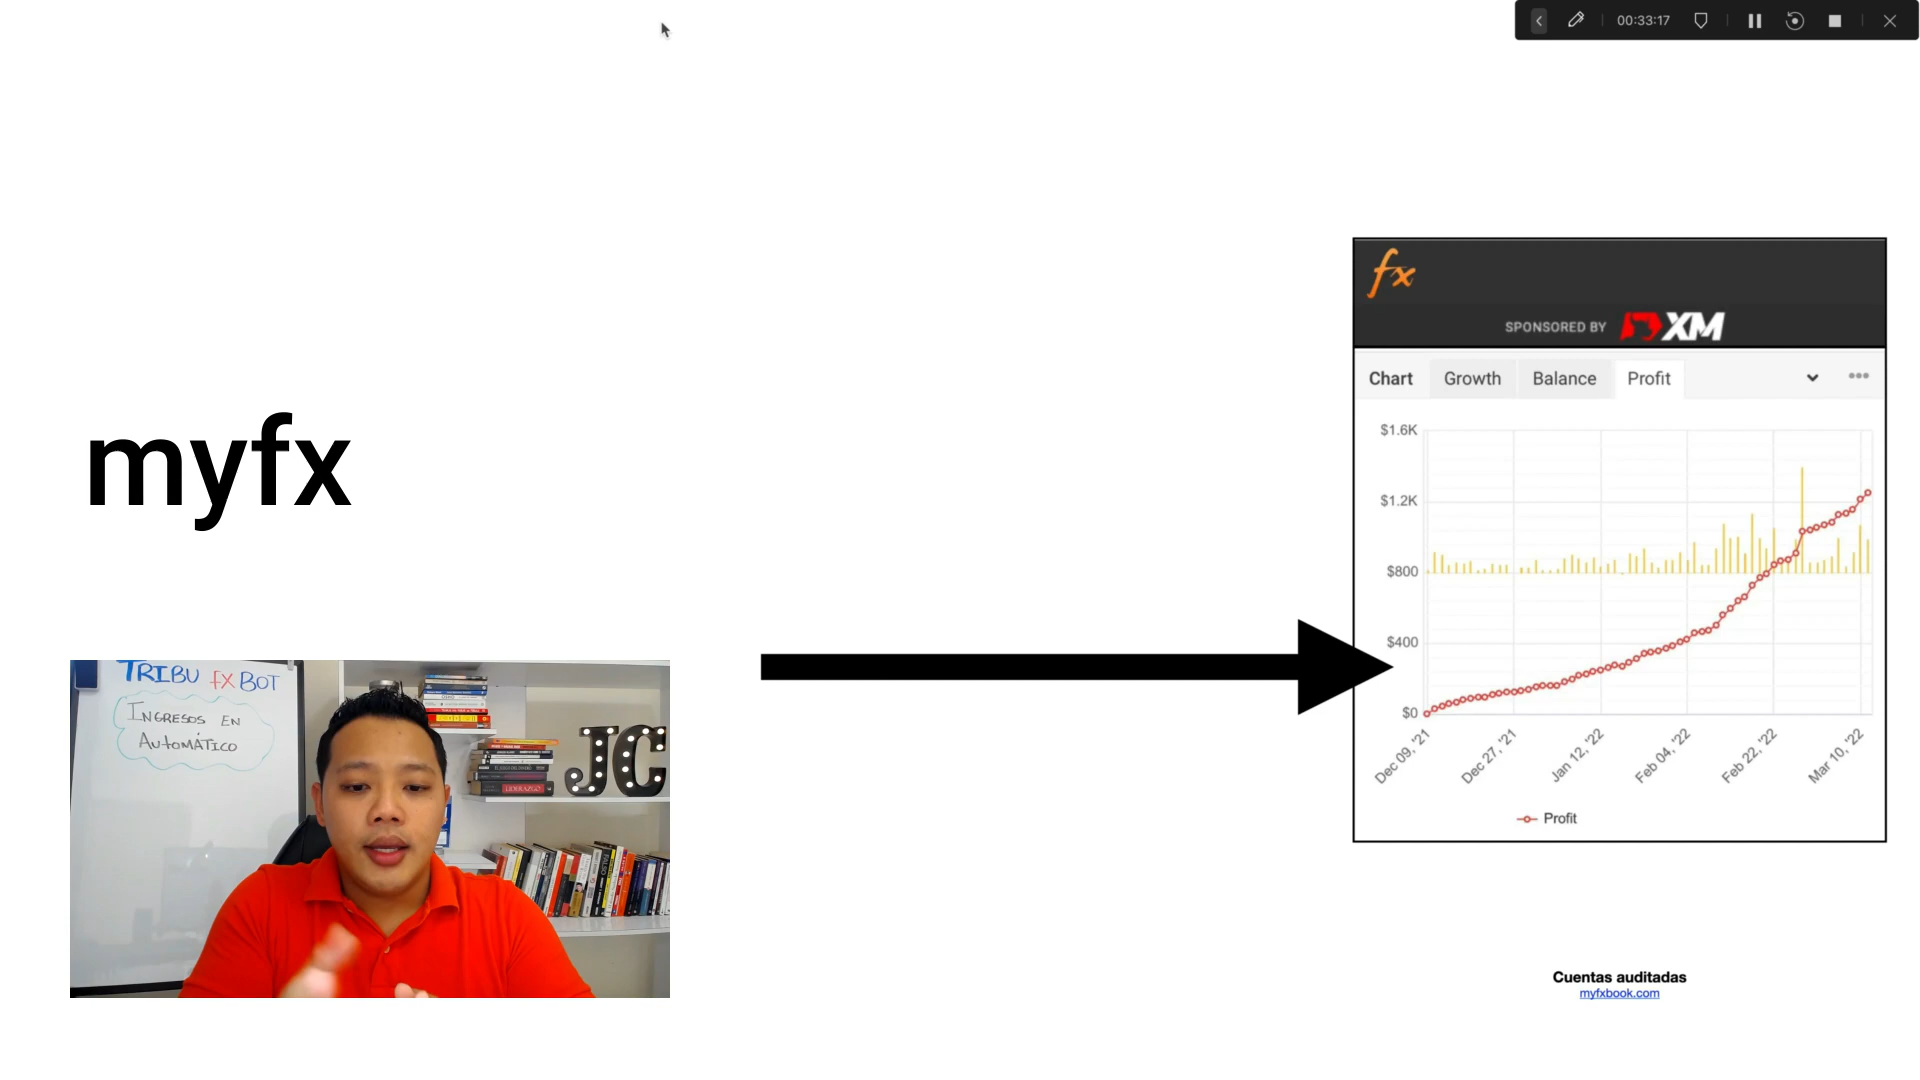 00:33:17
fx
SPONSORED BY XM
Chart Growth Balance Profit
$1.6K
$1.2K
$800
$400
$0
Dec 09, '21
Dec 27, '21
Jan 12, '22
Feb 04, '22
Feb 22, '22
Mar 10, '22
Profit
myfx
TRIBU fX BOT
INGRESOS EN
AUTOMÁTICO
JC
LIDERAZGO
Cuentas auditadas
myfxbook.com